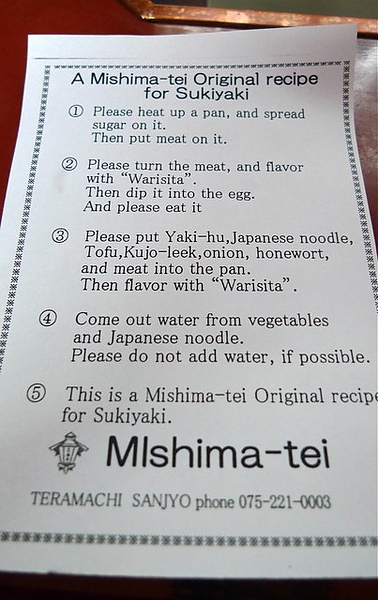 A Mishima-tei Original recipe
for Sukiyaki
① Please heat up a pan, and spread
sugar on it.
Then put meat on it.
② Please turn the meat, and flavor
with “Warisita”.
Then dip it into the egg.
And please eat it
③ Please put Yaki-hu,Japanese noodle,
Tofu,Kujo-leek,onion, honewort,
and meat into the pan.
Then flavor with “Warisita”.
④ Come out water from vegetables
and Japanese noodle.
Please do not add water, if possible.
⑤ This is a Mishima-tei Original recipe
for Sukiyaki.
MIshima-tei
TERAMACHI SANJYO phone 075-221-0003